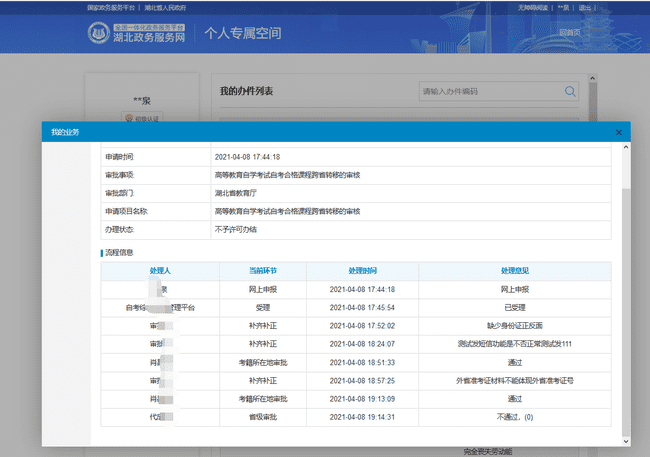 国家政务服务平台 | 湖北省人民政府
无障碍阅读 | **泉 | 退出 |
全国一体化政务服务平台
湖北政务服务网
个人专属空间
回首页
**泉
初级认证
我的办件列表
请输入办件编码
我的业务
申请时间: 2021-04-08 17:44:18
审批事项: 高等教育自学考试自考合格课程跨省转移的审核
审批部门: 湖北省教育厅
申请项目名称: 高等教育自学考试自考合格课程跨省转移的审核
办理状态: 不予许可办结
流程信息
处理人 当前环节 处理时间 处理意见
泉 网上申报 2021-04-08 17:44:18 网上申报
自考综 管理平台 受理 2021-04-08 17:45:54 已受理
审 补齐补正 2021-04-08 17:52:02 缺少身份证正反面
审 补齐补正 2021-04-08 18:24:07 测试发短信功能是不否正常测试发111
肖 考籍所在地审批 2021-04-08 18:51:33 通过
审 补齐补正 2021-04-08 18:57:25 外省准考证材料不能体现外省准考证号
肖 考籍所在地审批 2021-04-08 19:13:09 通过
代 省级审批 2021-04-08 19:14:31 不通过，(0)
完全丧失劳动能